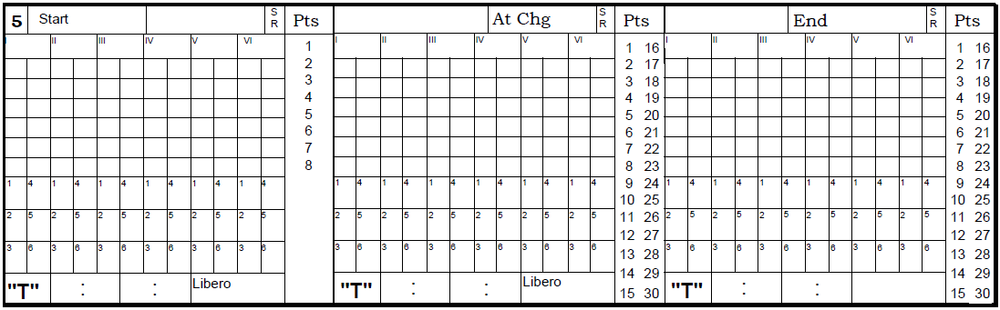 5 Start S R Pts At Chg S R Pts End S R Pts
I II III IV V VI 1 I II III IV V VI 1 16 I II III IV V VI 1 16
2 2 17 2 17
3 3 18 3 18
4 4 19 4 19
5 5 20 5 20
6 6 21 6 21
7 7 22 7 22
8 8 23 8 23
1 4 1 4 1 4 1 4 1 4 1 4 1 4 1 4 1 4 1 4 1 4 1 4 9 24 1 4 1 4 1 4 1 4 1 4 1 4 9 24
10 25 10 25
2 5 2 5 2 5 2 5 2 5 2 5 2 5 2 5 2 5 2 5 2 5 2 5 11 26 2 5 2 5 2 5 2 5 2 5 2 5 11 26
12 27 12 27
3 6 3 6 3 6 3 6 3 6 3 6 3 6 3 6 3 6 3 6 3 6 3 6 13 28 3 6 3 6 3 6 3 6 3 6 3 6 13 28
14 29 14 29
"T" : : Libero "T" : : Libero 15 30 "T" : : 15 30